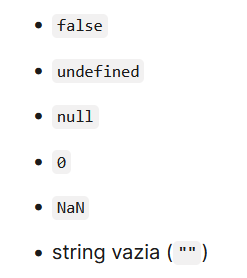 • false
• undefined
• null
• 0
• NaN
• string vazia ("")